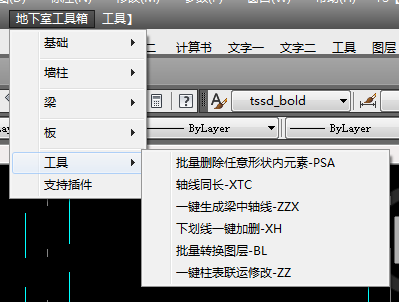 地下室工具箱 工具】
基础 二 计算书 文字一 文字二 工具 图层
墙柱
梁 tssd_bold
板 ByLayer ByLayer
工具
批量删除任意形状内元素-PSA
支持插件
轴线同长-XTC
一键生成梁中轴线-ZZX
下划线一键加删-XH
批量转换图层-BL
一键柱表联运修改-ZZ